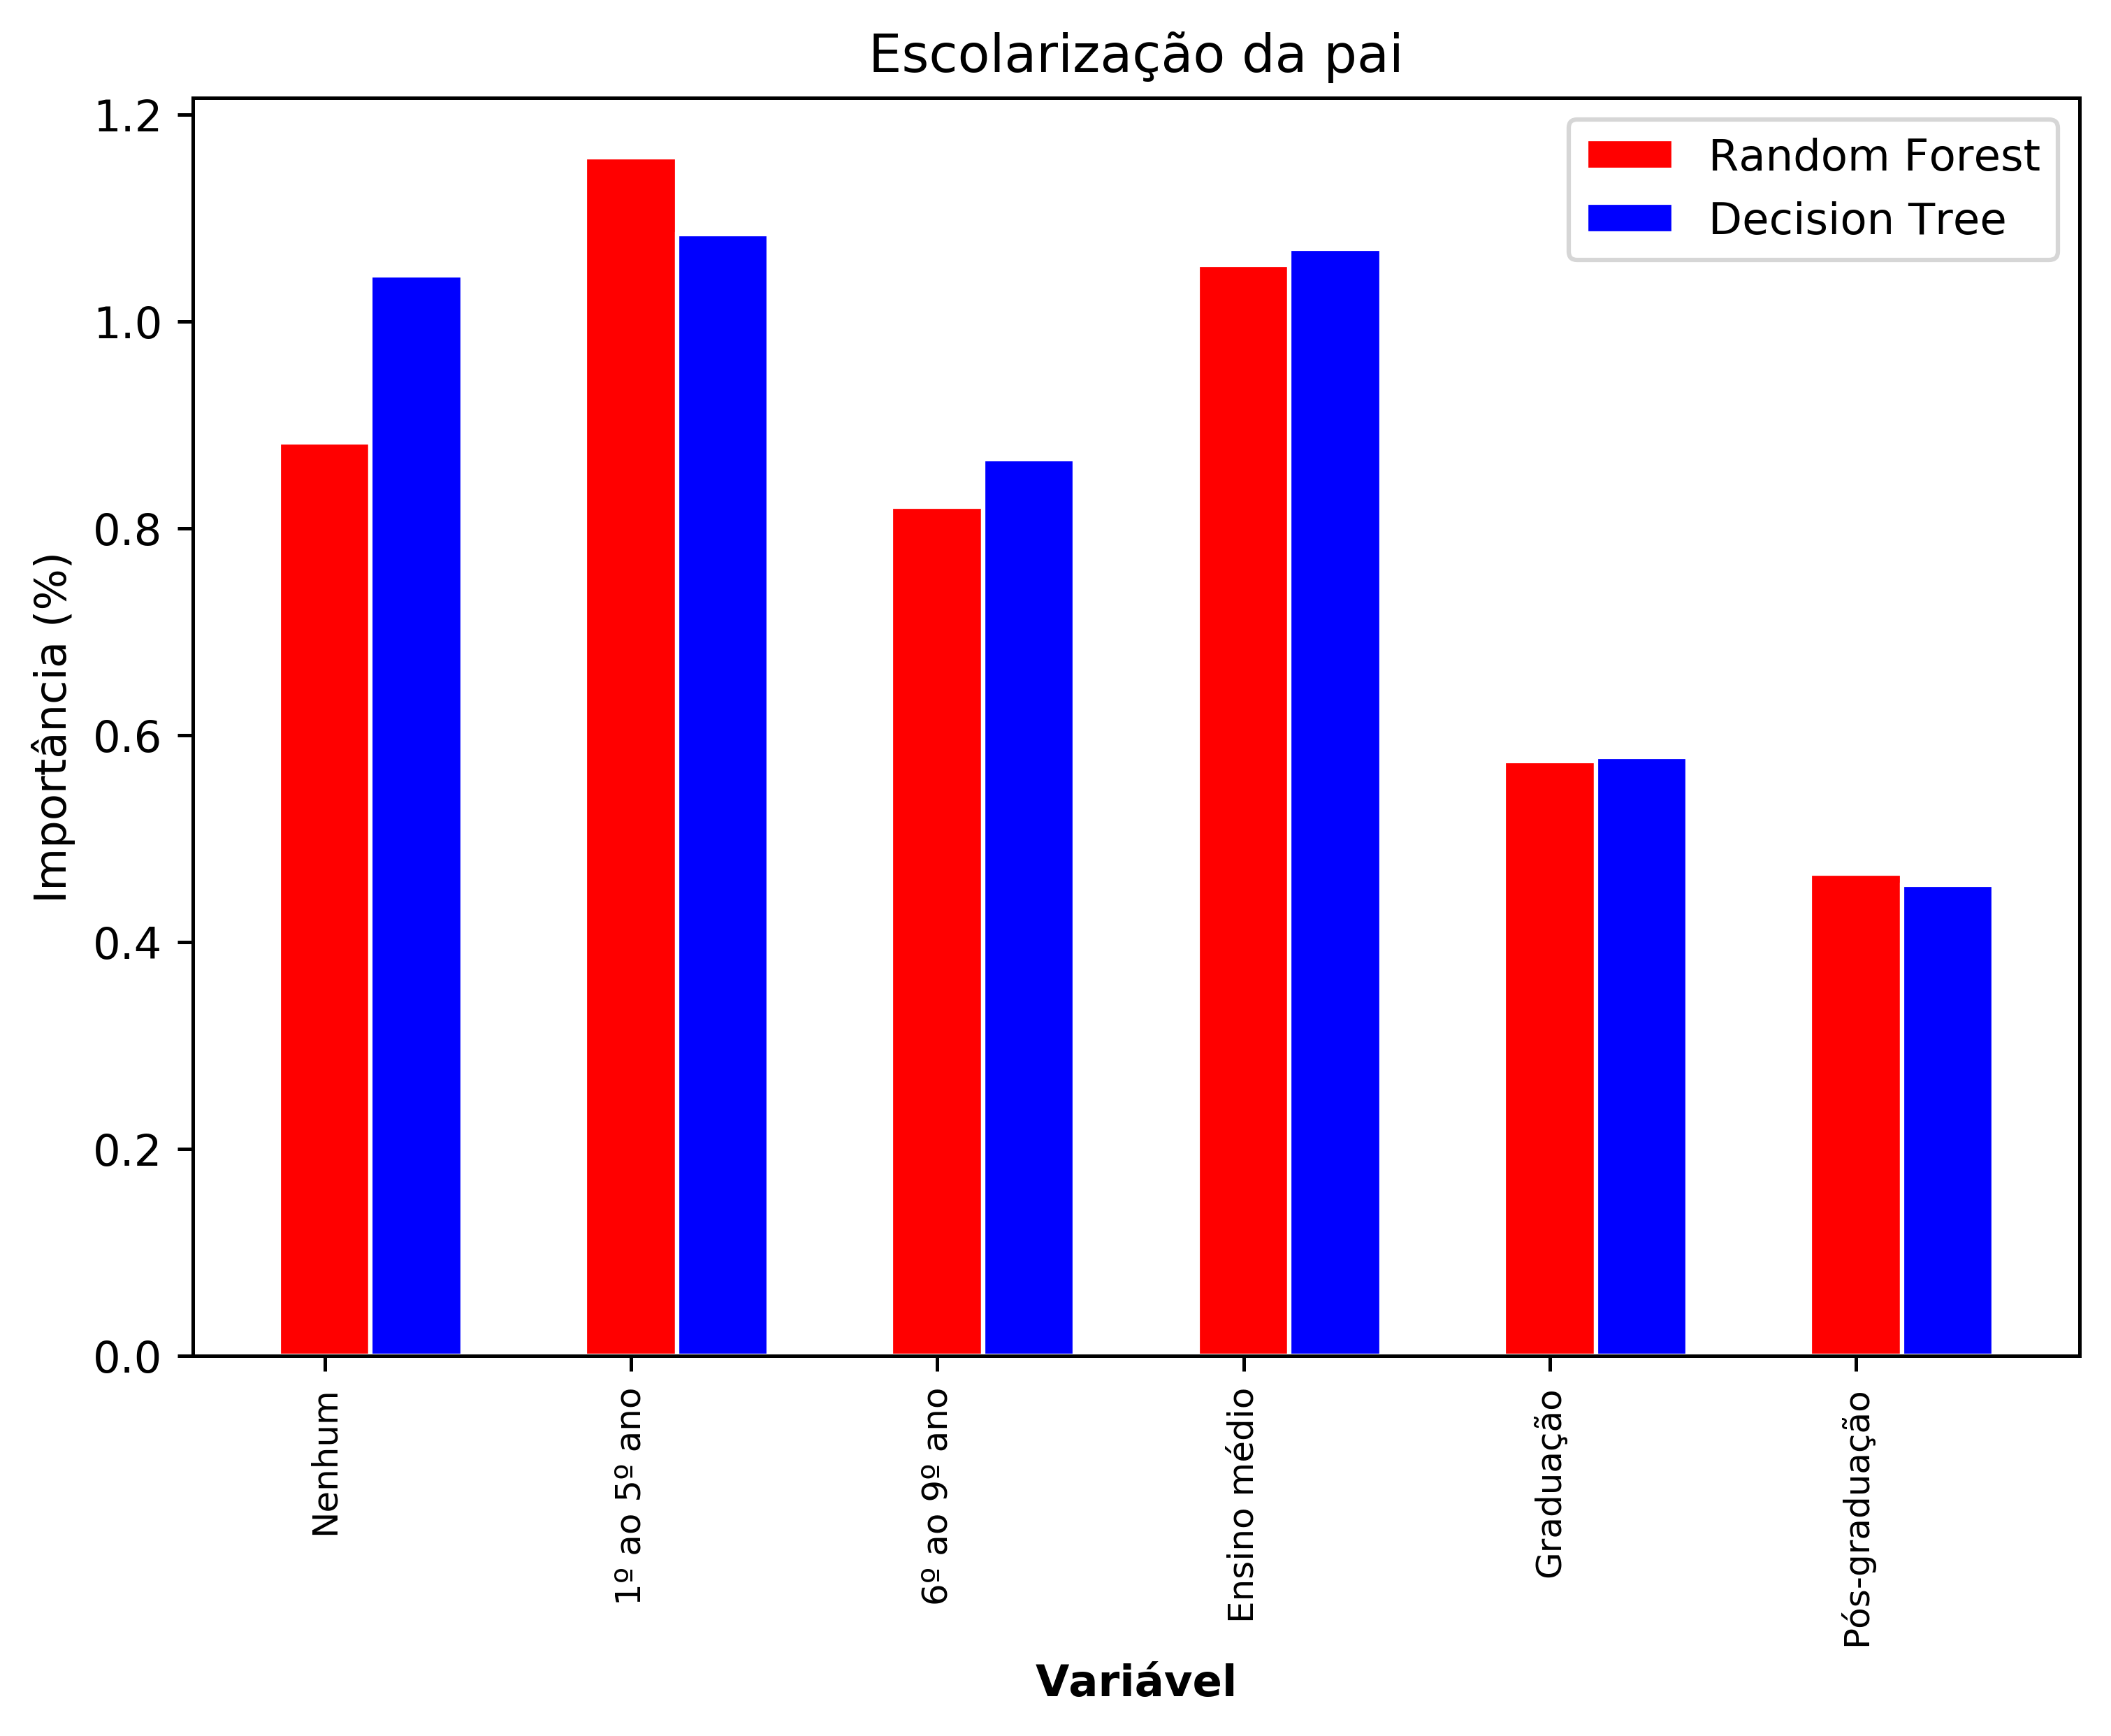 Escolarização da pai
Random Forest
Decision Tree
Importância (%)
1.2
1.0
0.8
0.6
0.4
0.2
0.0
Nenhum
1º ao 5º ano
6º ao 9º ano
Ensino médio
Graduação
Pós-graduação
Variável